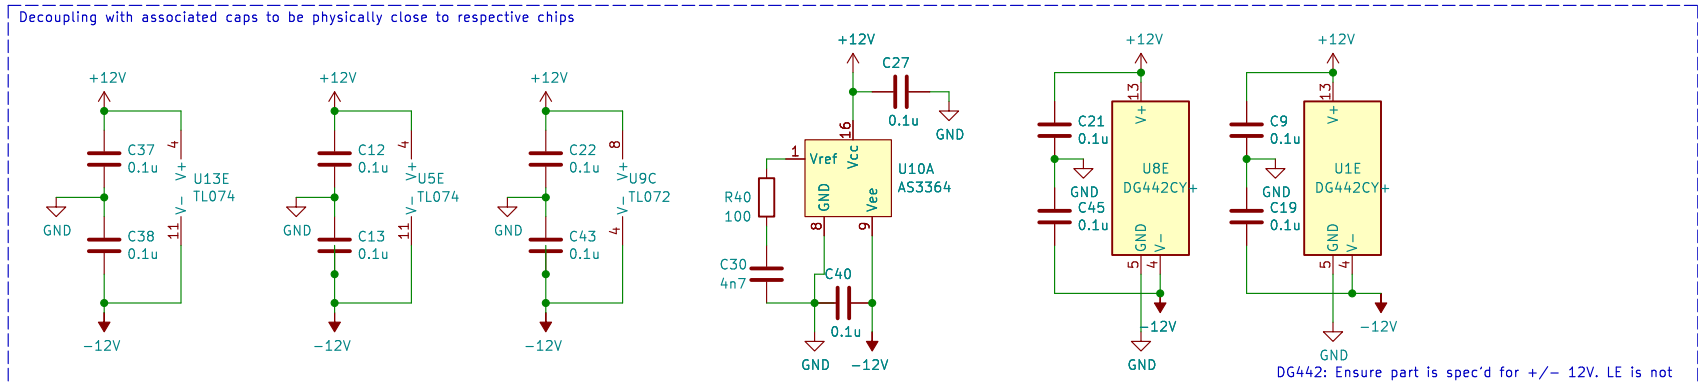 Decoupling with associated caps to be physically close to respective chips
+12V
C37
0.1u
4
V+
U13E
TL074
V-
11
GND
C38
0.1u
-12V
+12V
C12
0.1u
4
V+
U5E
TL074
V-
11
GND
C13
0.1u
-12V
+12V
C22
0.1u
8
V+
U9C
TL072
V-
4
GND
C43
0.1u
-12V
+12V
C27
0.1u
GND
16
1
Vref
Vcc
U10A
AS3364
GND
Vee
8
9
R40
100
C30
4n7
C40
0.1u
GND
-12V
+12V
13
V+
C21
0.1u
GND
U8E
DG442CY+
C45
0.1u
GND
V-
5
4
-12V
GND
+12V
13
V+
C9
0.1u
GND
U1E
DG442CY+
C19
0.1u
GND
V-
5
4
-12V
GND
DG442: Ensure part is spec'd for +/- 12V. LE is not